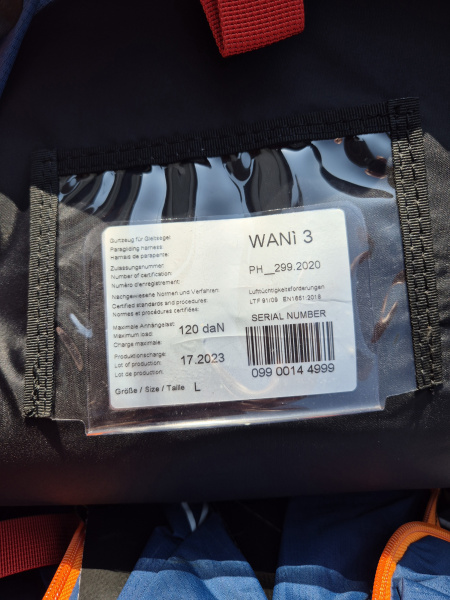 Gurtzeug für Gleitsegel
Paragliding harness:
Harnais de parapente:
WANI 3
Zulassungsnummer:
Number of certification:
Numéro d'enregistrement:
PH__299.2020
Nachgewiesene Normen und Verfahren:
Certified standards and procedures:
Normes et procédures certifiées:
Lufttüchtigkeitsforderungen
LTF 91/09 EN1651:2018
Maximale Anhängelast:
Maximum load:
Charge maximale:
120 daN
SERIAL NUMBER
Produktionscharge:
Lot of production:
Lot de production:
17.2023
099 0014 4999
Größe / Size / Taille L